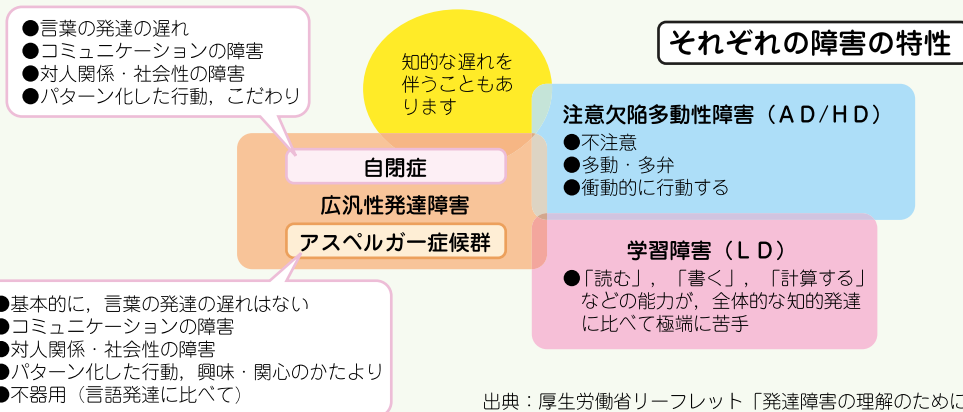 それぞれの障害の特性
●言葉の発達の遅れ
●コミュニケーションの障害
●対人関係・社会性の障害
●パターン化した行動，こだわり
知的な遅れを
伴うこともあ
ります
注意欠陥多動性障害（ＡＤ/ＨＤ）
●不注意
●多動・多弁
●衝動的に行動する
自閉症
広汎性発達障害
アスペルガー症候群
学習障害（ＬＤ）
●「読む」，「書く」，「計算する」
などの能力が，全体的な知的発達
に比べて極端に苦手
●基本的に，言葉の発達の遅れはない
●コミュニケーションの障害
●対人関係・社会性の障害
●パターン化した行動，興味・関心のかたより
●不器用（言語発達に比べて）
出典：厚生労働省リーフレット「発達障害の理解のために